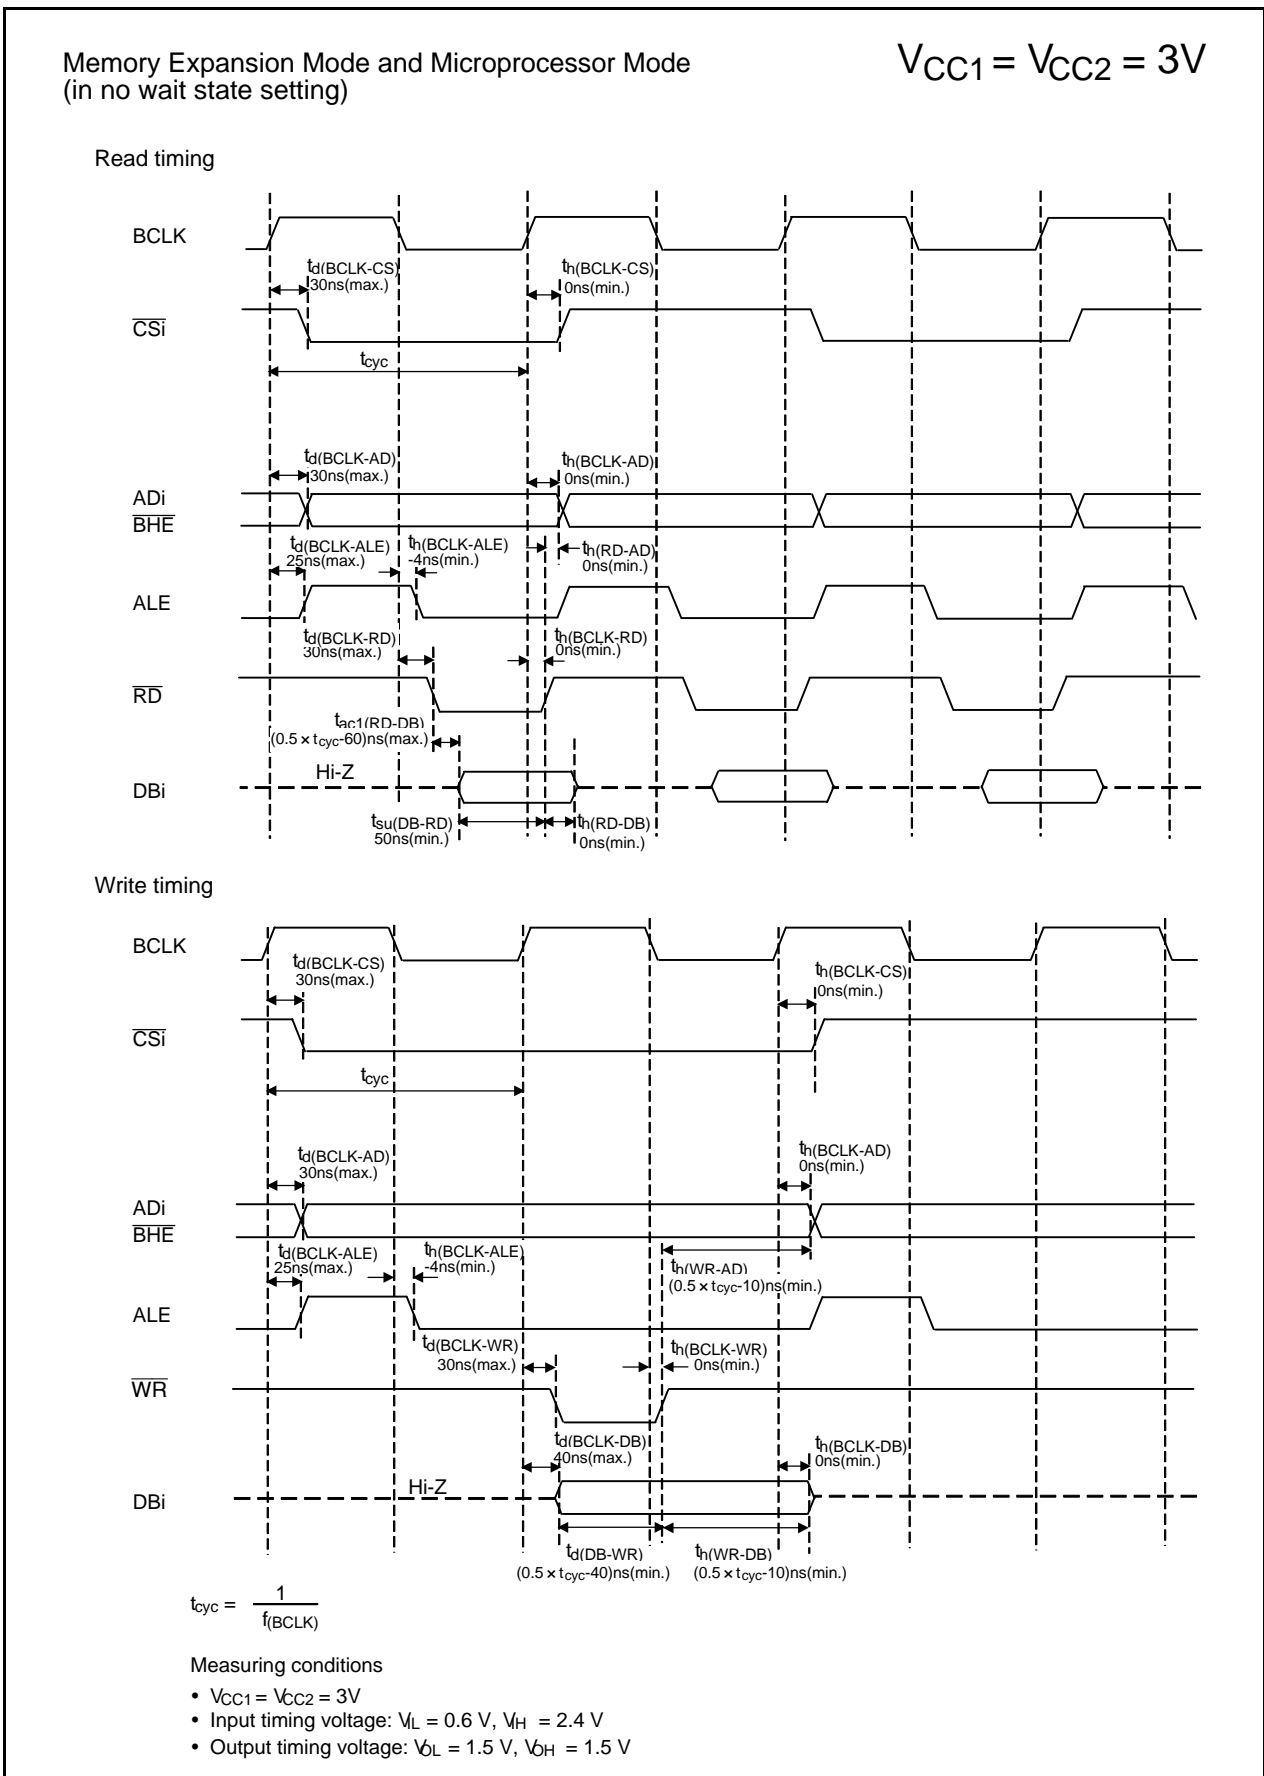 Memory Expansion Mode and Microprocessor Mode
(in no wait state setting)
VCC1 = VCC2 = 3V
Read timing
BCLK
td(BCLK-CS)
30ns(max.)
th(BCLK-CS)
0ns(min.)
CSi
tcyc
td(BCLK-AD)
30ns(max.)
th(BCLK-AD)
0ns(min.)
ADi
BHE
td(BCLK-ALE)
25ns(max.)
th(BCLK-ALE)
-4ns(min.)
th(RD-AD)
0ns(min.)
ALE
td(BCLK-RD)
30ns(max.)
th(BCLK-RD)
0ns(min.)
RD
tac1(RD-DB)
(0.5 × tcyc-60)ns(max.)
Hi-Z
DBi
tsu(DB-RD)
50ns(min.)
th(RD-DB)
0ns(min.)
Write timing
BCLK
td(BCLK-CS)
30ns(max.)
th(BCLK-CS)
0ns(min.)
CSi
tcyc
td(BCLK-AD)
30ns(max.)
th(BCLK-AD)
0ns(min.)
ADi
BHE
td(BCLK-ALE)
25ns(max.)
th(BCLK-ALE)
-4ns(min.)
th(WR-AD)
(0.5 × tcyc-10)ns(min.)
ALE
td(BCLK-WR)
30ns(max.)
th(BCLK-WR)
0ns(min.)
WR
td(BCLK-DB)
40ns(max.)
th(BCLK-DB)
0ns(min.)
Hi-Z
DBi
td(DB-WR)
(0.5 × tcyc-40)ns(min.)
th(WR-DB)
(0.5 × tcyc-10)ns(min.)
tcyc = 1
f(BCLK)
Measuring conditions
• VCC1 = VCC2 = 3V
• Input timing voltage: VIL = 0.6 V, VIH = 2.4 V
• Output timing voltage: VOL = 1.5 V, VOH = 1.5 V